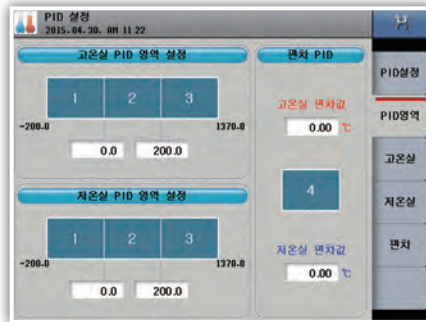 PID 설정
2015.04.30. AM 11 22
고온실 PID 영역 설정
1 2 3
-200.0 1370.0
0.0 200.0
저온실 PID 영역 설정
1 2 3
-200.0 1370.0
0.0 200.0
편차 PID
고온실 편차값
0.00 ℃
4
저온실 편차값
0.00 ℃
PID설정
PID영역
고온실
저온실
편차